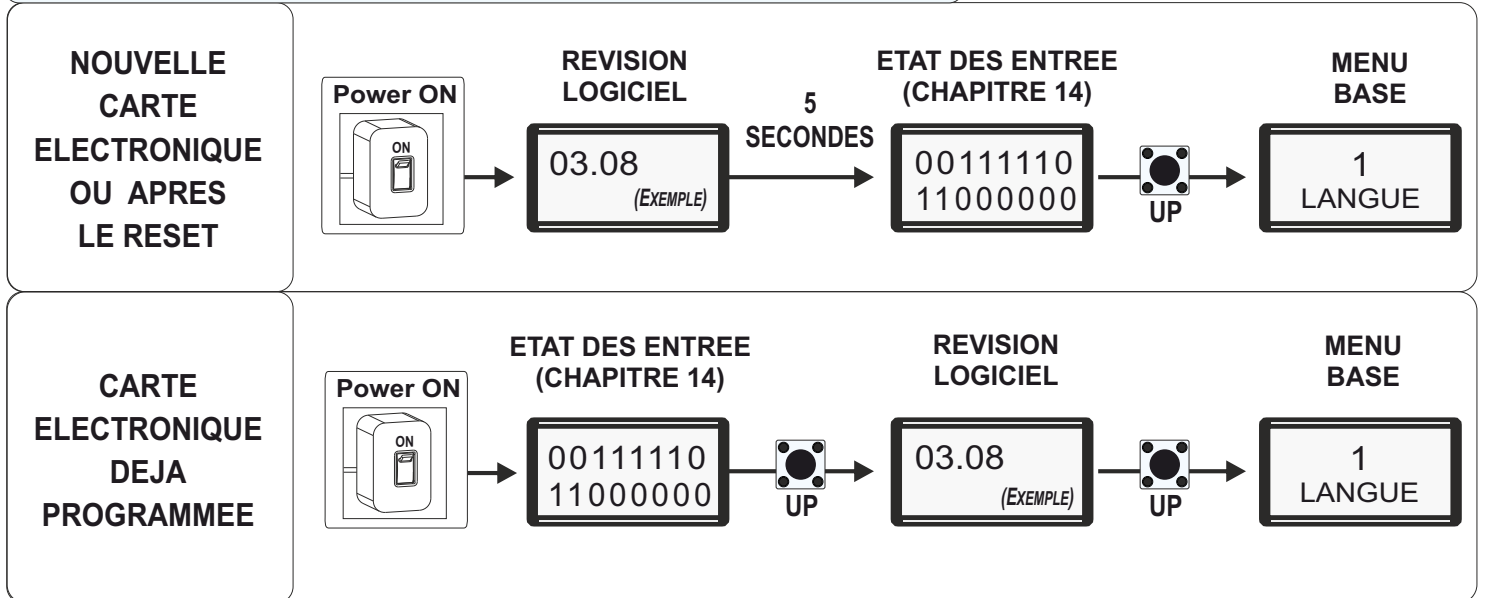 NOUVELLE
CARTE
ELECTRONIQUE
OU APRES
LE RESET
Power ON
ON
REVISION
LOGICIEL
03.08
(EXEMPLE)
5
SECONDES
ETAT DES ENTREE
(CHAPITRE 14)
00111110
11000000
UP
MENU
BASE
1
LANGUE
CARTE
ELECTRONIQUE
DEJA
PROGRAMMEE
Power ON
ON
ETAT DES ENTREE
(CHAPITRE 14)
00111110
11000000
UP
REVISION
LOGICIEL
03.08
(EXEMPLE)
UP
MENU
BASE
1
LANGUE